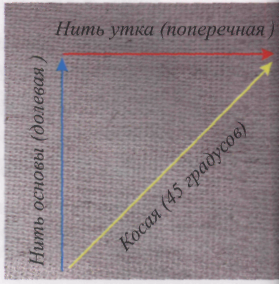 Нить утка (поперечная )
Нить основы (долевая )
Косая (45 градусов)